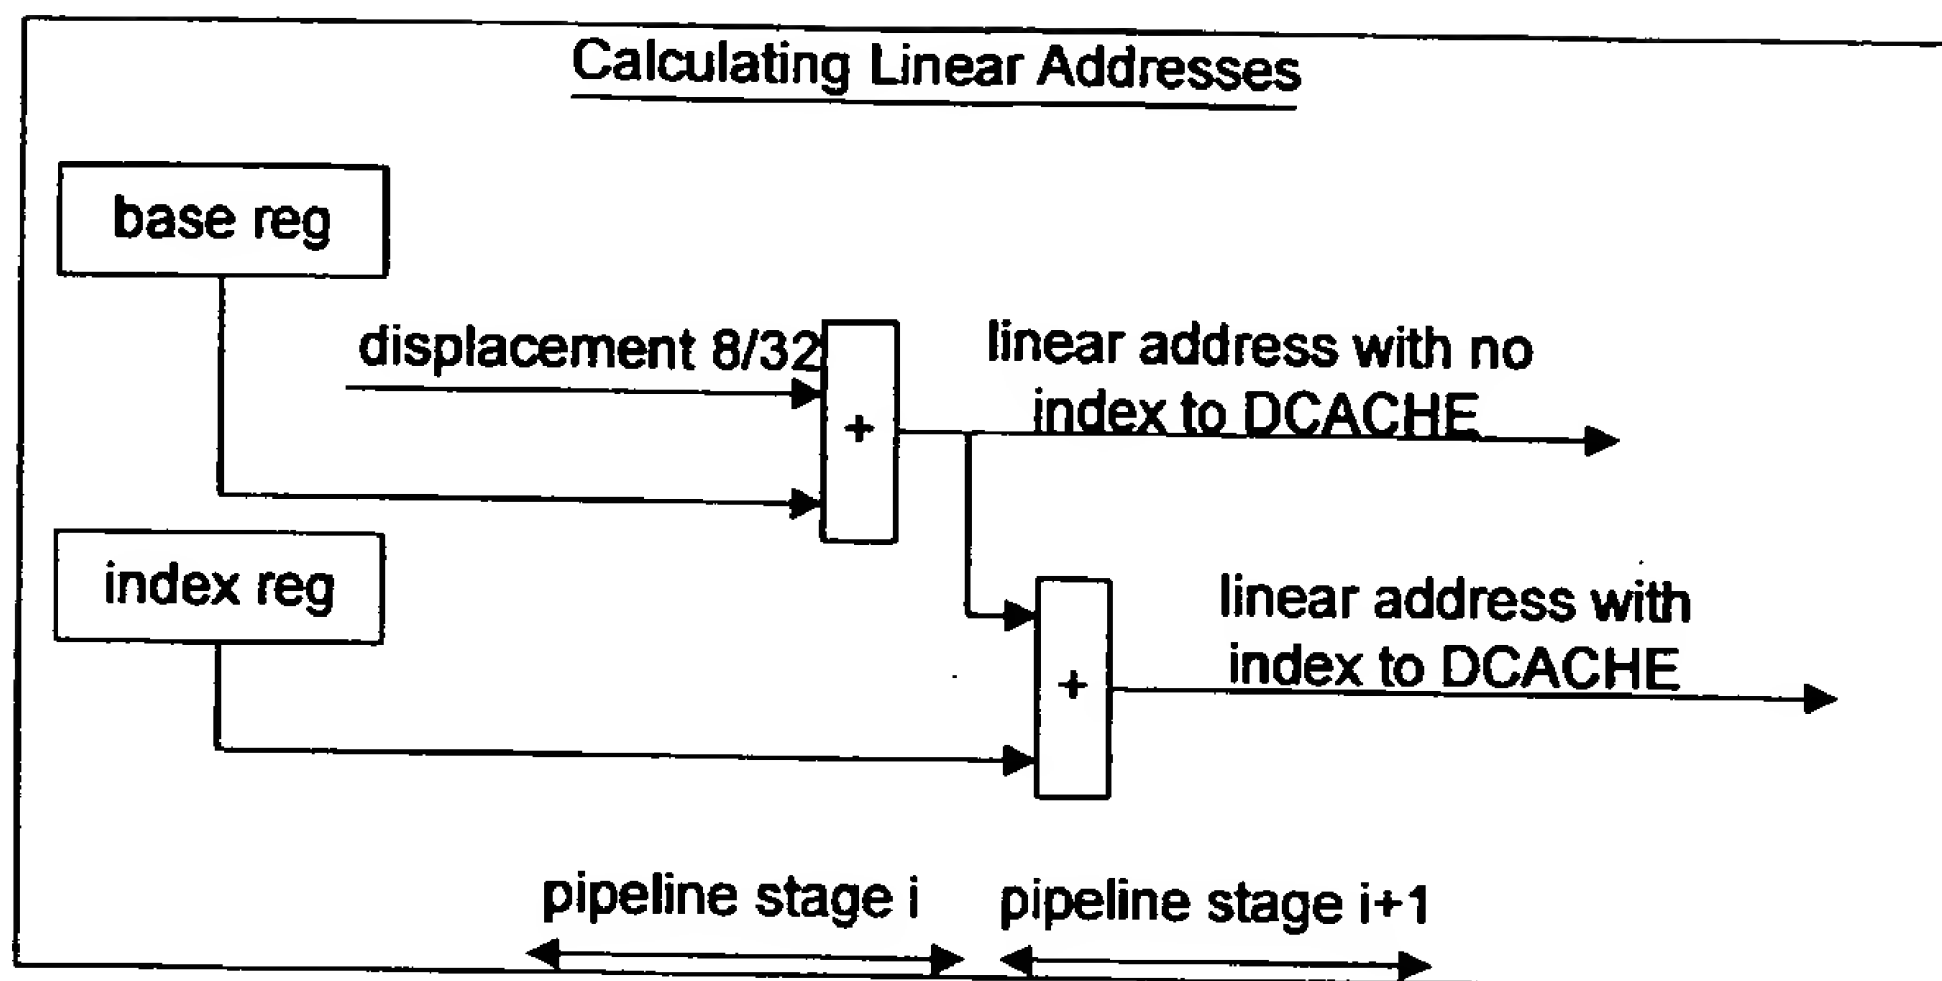 Calculating Linear Addresses
base reg
displacement 8/32
+
linear address with no
index to DCACHE
index reg
+
linear address with
index to DCACHE
pipeline stage i
pipeline stage i+1